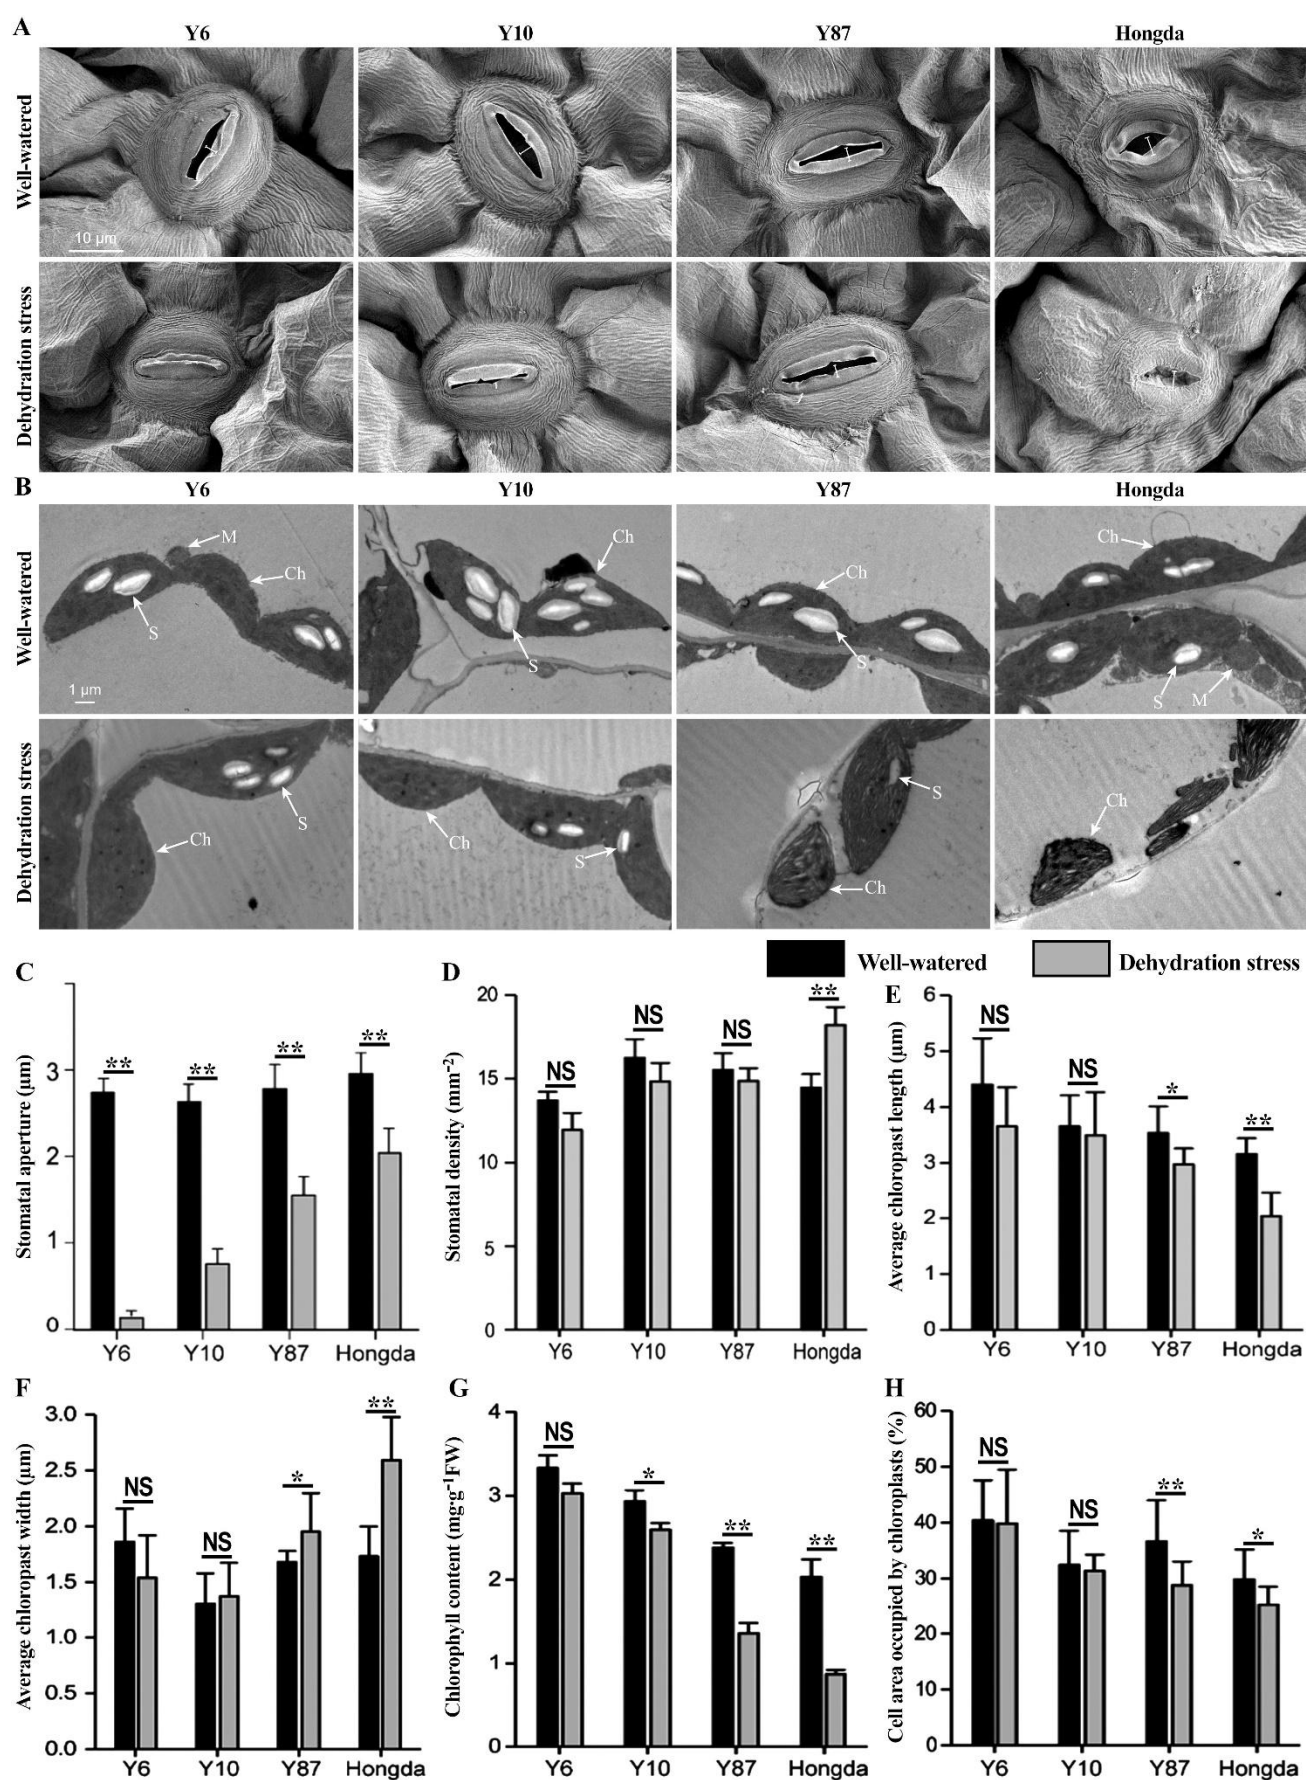 A
Y6 Y10 Y87 Hongda
Well-watered
10 μm
Dehydration stress
B
Y6 Y10 Y87 Hongda
Well-watered
M
Ch
S
1 μm
Ch
S
Ch
S
Ch
S
M
Dehydration stress
Ch
S
Ch
S
S
Ch
Ch
Well-watered Dehydration stress
C
Stomatal aperture (μm)
3
2
1
0
** ** ** **
Y6 Y10 Y87 Hongda
D
Stomatal density (mm⁻²)
20
15
10
5
0
NS NS NS **
Y6 Y10 Y87 Hongda
E
Average chloropast length (μm)
6
5
4
3
2
1
0
NS NS * **
Y6 Y10 Y87 Hongda
F
Average chloropast width (μm)
3.0
2.5
2.0
1.5
1.0
0.5
0.0
NS NS * **
Y6 Y10 Y87 Hongda
G
Chlorophyll content (mg·g⁻¹FW)
4
3
2
1
0
NS * ** **
Y6 Y10 Y87 Hongda
H
Cell area occupied by chloroplasts (%)
60
50
40
30
20
10
0
NS NS ** *
Y6 Y10 Y87 Hongda